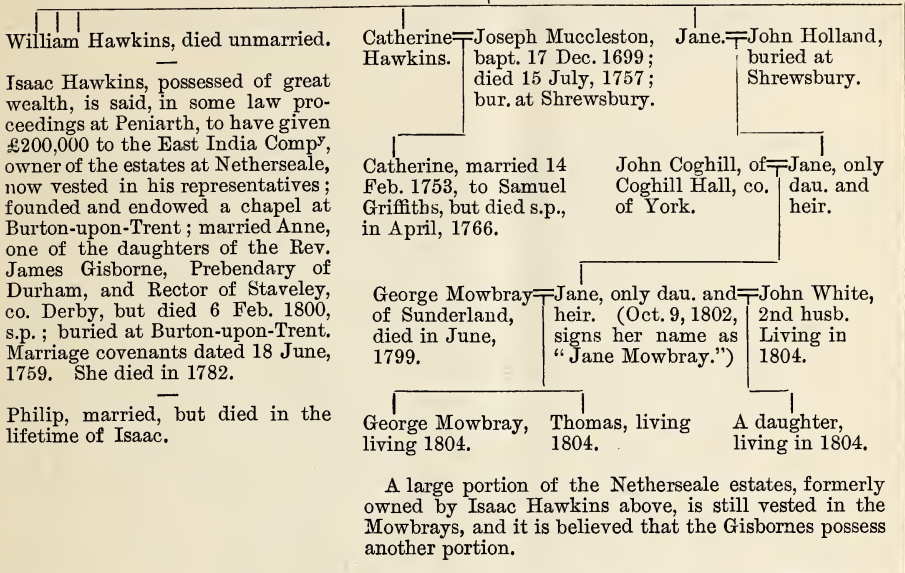 William Hawkins, died unmarried.
Isaac Hawkins, possessed of great
wealth, is said, in some law pro-
ceedings at Peniarth, to have given
£200,000 to the East India Compʸ,
owner of the estates at Netherseale,
now vested in his representatives;
founded and endowed a chapel at
Burton-upon-Trent; married Anne,
one of the daughters of the Rev.
James Gisborne, Prebendary of
Durham, and Rector of Staveley,
co. Derby, but died 6 Feb. 1800,
s.p.; buried at Burton-upon-Trent.
Marriage covenants dated 18 June,
1759. She died in 1782.
Philip, married, but died in the
lifetime of Isaac.
Catherine
Hawkins.
Joseph Muccleston,
bapt. 17 Dec. 1699;
died 15 July, 1757;
bur. at Shrewsbury.
Jane.
John Holland,
buried at
Shrewsbury.
Catherine, married 14
Feb. 1753, to Samuel
Griffiths, but died s.p.,
in April, 1766.
John Coghill, of
Coghill Hall, co.
of York.
Jane, only
dau. and
heir.
George Mowbray
of Sunderland,
died in June,
1799.
Jane, only dau. and
heir. (Oct. 9, 1802,
signs her name as
“Jane Mowbray.”)
John White,
2nd husb.
Living in
1804.
George Mowbray,
living 1804.
Thomas, living
1804.
A daughter,
living in 1804.
A large portion of the Netherseale estates, formerly
owned by Isaac Hawkins above, is still vested in the
Mowbrays, and it is believed that the Gisbornes possess
another portion.